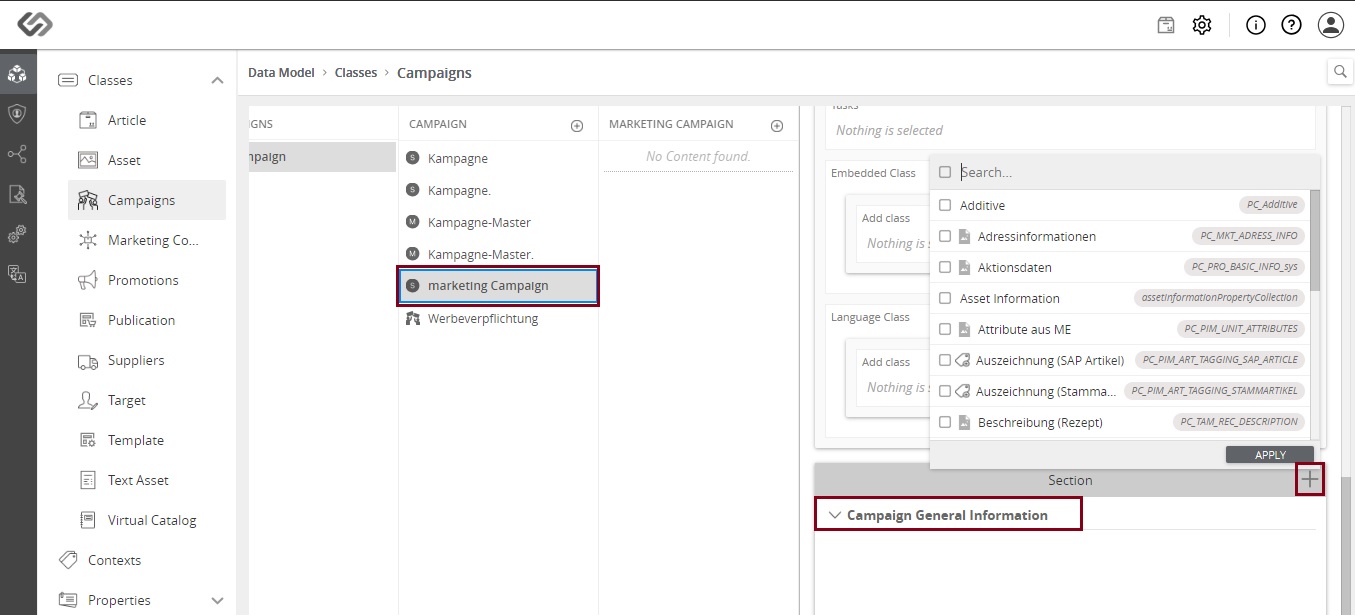 Classes
Article
Asset
Campaigns
Marketing Co...
Promotions
Publication
Suppliers
Target
Template
Text Asset
Virtual Catalog
Contexts
Properties
Data Model › Classes › Campaigns
IGNS
npaign
CAMPAIGN
Kampagne
Kampagne.
Kampagne-Master
Kampagne-Master.
marketing Campaign
Werbeverpflichtung
MARKETING CAMPAIGN
No Content found.
Tasks
Nothing is selected
Embedded Class
Add class
Nothing is s
Language Class
Add class
Nothing is s
Search...
Additive PC_Additive
Adressinformationen PC_MKT_ADRESS_INFO
Aktionsdaten PC_PRO_BASIC_INFO_sys
Asset Information assetinformationPropertyCollection
Attribute aus ME PC_PIM_UNIT_ATTRIBUTES
Auszeichnung (SAP Artikel) PC_PIM_ART_TAGGING_SAP_ARTICLE
Auszeichnung (Stamma... PC_PIM_ART_TAGGING_STAMMARTIKEL
Beschreibung (Rezept) PC_TAM_REC_DESCRIPTION
APPLY
Section
Campaign General Information